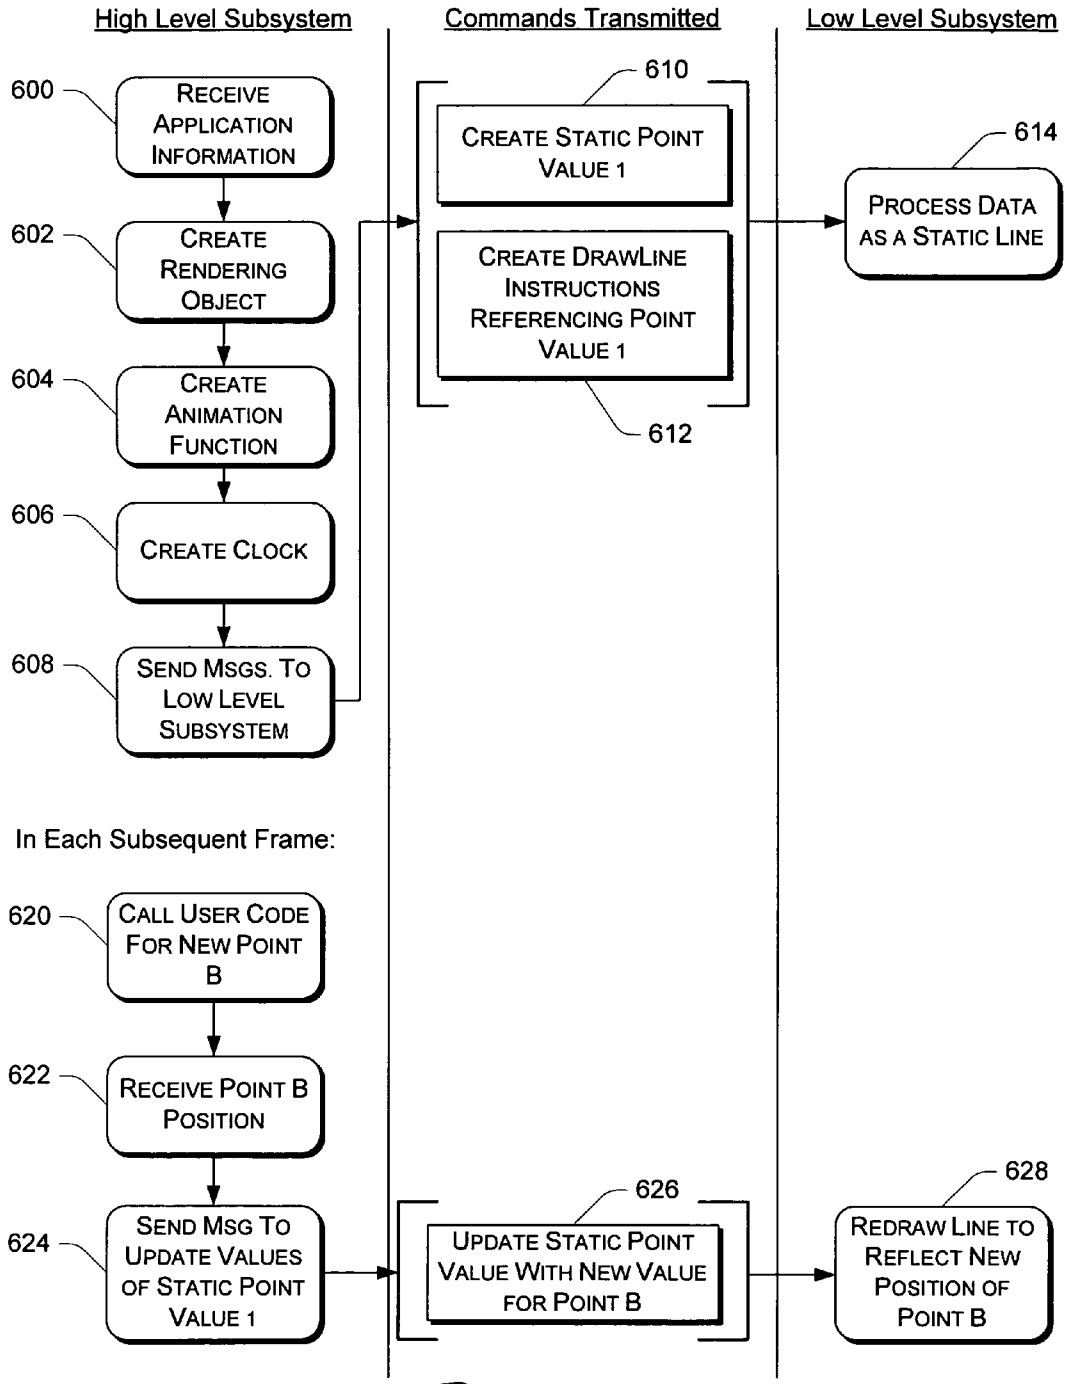 High Level Subsystem
Commands Transmitted
Low Level Subsystem
600
RECEIVE
APPLICATION
INFORMATION
602
CREATE
RENDERING
OBJECT
604
CREATE
ANIMATION
FUNCTION
606
CREATE CLOCK
608
SEND MSGS. TO
LOW LEVEL
SUBSYSTEM
610
CREATE STATIC POINT
VALUE 1
CREATE DRAWLINE
INSTRUCTIONS
REFERENCING POINT
VALUE 1
612
614
PROCESS DATA
AS A STATIC LINE
In Each Subsequent Frame:
620
CALL USER CODE
FOR NEW POINT
B
622
RECEIVE POINT B
POSITION
624
SEND MSG TO
UPDATE VALUES
OF STATIC POINT
VALUE 1
626
UPDATE STATIC POINT
VALUE WITH NEW VALUE
FOR POINT B
628
REDRAW LINE TO
REFLECT NEW
POSITION OF
POINT B